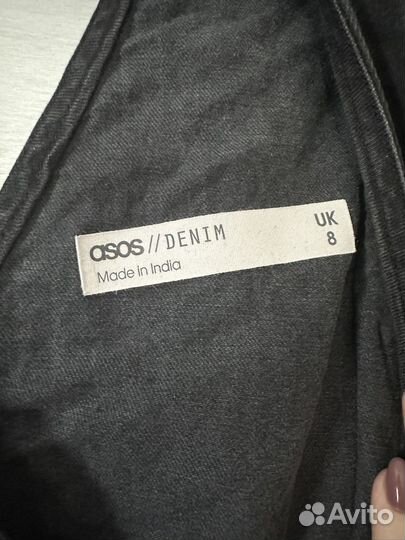 asos//DENIM
UK
8
Made in India
Avito